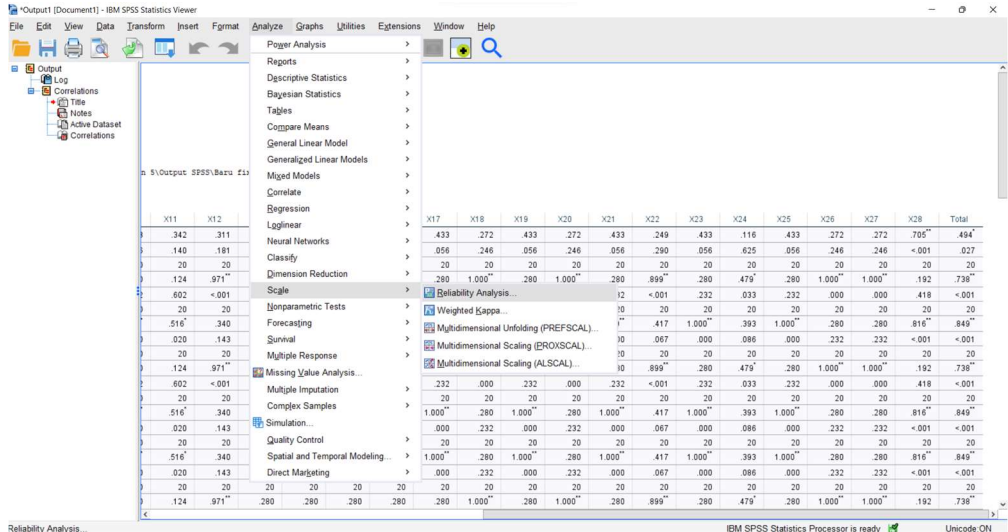 *Output1 [Document1] - IBM SPSS Statistics Viewer
File Edit View Data Transform Insert Format Analyze Graphs Utilities Extensions Window Help
Output
Log
Correlations
Title
Notes
Active Dataset
Correlations
Power Analysis
Reports
Descriptive Statistics
Bayesian Statistics
Tables
Compare Means
General Linear Model
Generalized Linear Models
Mixed Models
Correlate
Regression
Loglinear
Neural Networks
Classify
Dimension Reduction
Scale
Nonparametric Tests
Forecasting
Survival
Multiple Response
Missing Value Analysis...
Multiple Imputation
Complex Samples
Simulation...
Quality Control
Spatial and Temporal Modeling...
Direct Marketing
Reliability Analysis...
Weighted Kappa...
Multidimensional Unfolding (PREFSCAL)...
Multidimensional Scaling (PROXSCAL)...
Multidimensional Scaling (ALSCAL)...
n 5\Output SPSS\Baru fi
X11 X12 X17 X18 X19 X20 X21 X22 X23 X24 X25 X26 X27 X28 Total
.342 .311 .433 .272 .433 .272 .433 .249 .433 .116 .433 .272 .272 .705** .494*
.140 .181 .056 .246 .056 .246 .056 .290 .056 .625 .056 .246 .246 <.001 .027
20 20 20 20 20 20 20 20 20 20 20 20 20 20 20
.124 .971** .280 1.000** .280 1.000** .280 .899** .280 .479* .280 1.000** 1.000** .192 .738**
.602 <.001 <.001 .232 .033 .232 .000 .000 .418 <.001
20 20 20 20 20 20 20 20 20 20
.516* .340 .417 1.000** .393 1.000** .280 .280 .816** .849**
.020 .143 .067 .000 .086 .000 .232 .232 <.001 <.001
20 20 20 20 20 20 20 20 20 20
.124 .971** .899** .280 .479* .280 1.000** 1.000** .192 .738**
.602 <.001 .232 .000 .232 .000 .232 <.001 .232 .033 .232 .000 .000 .418 <.001
20 20 20 20 20 20 20 20 20 20 20 20 20 20 20
.516* .340 1.000** .280 1.000** .280 1.000** .417 1.000** .393 1.000** .280 .280 .816** .849**
.020 .143 .000 .232 .000 .232 .000 .067 .000 .086 .000 .232 .232 <.001 <.001
20 20 20 20 20 20 20 20 20 20 20 20 20 20 20
.516* .340 1.000** .280 1.000** .280 1.000** .417 1.000** .393 1.000** .280 .280 .816** .849**
.020 .143 .000 .232 .000 .232 .000 .067 .000 .086 .000 .232 .232 <.001 <.001
20 20 20 20 20 20 20 20 20 20 20 20 20 20 20
.124 .971** .280 .280 .280 .280 .280 1.000** .280 1.000** .280 .899** .280 .479* .280 1.000** 1.000** .192 .738**
Reliability Analysis... IBM SPSS Statistics Processor is ready Unicode:ON